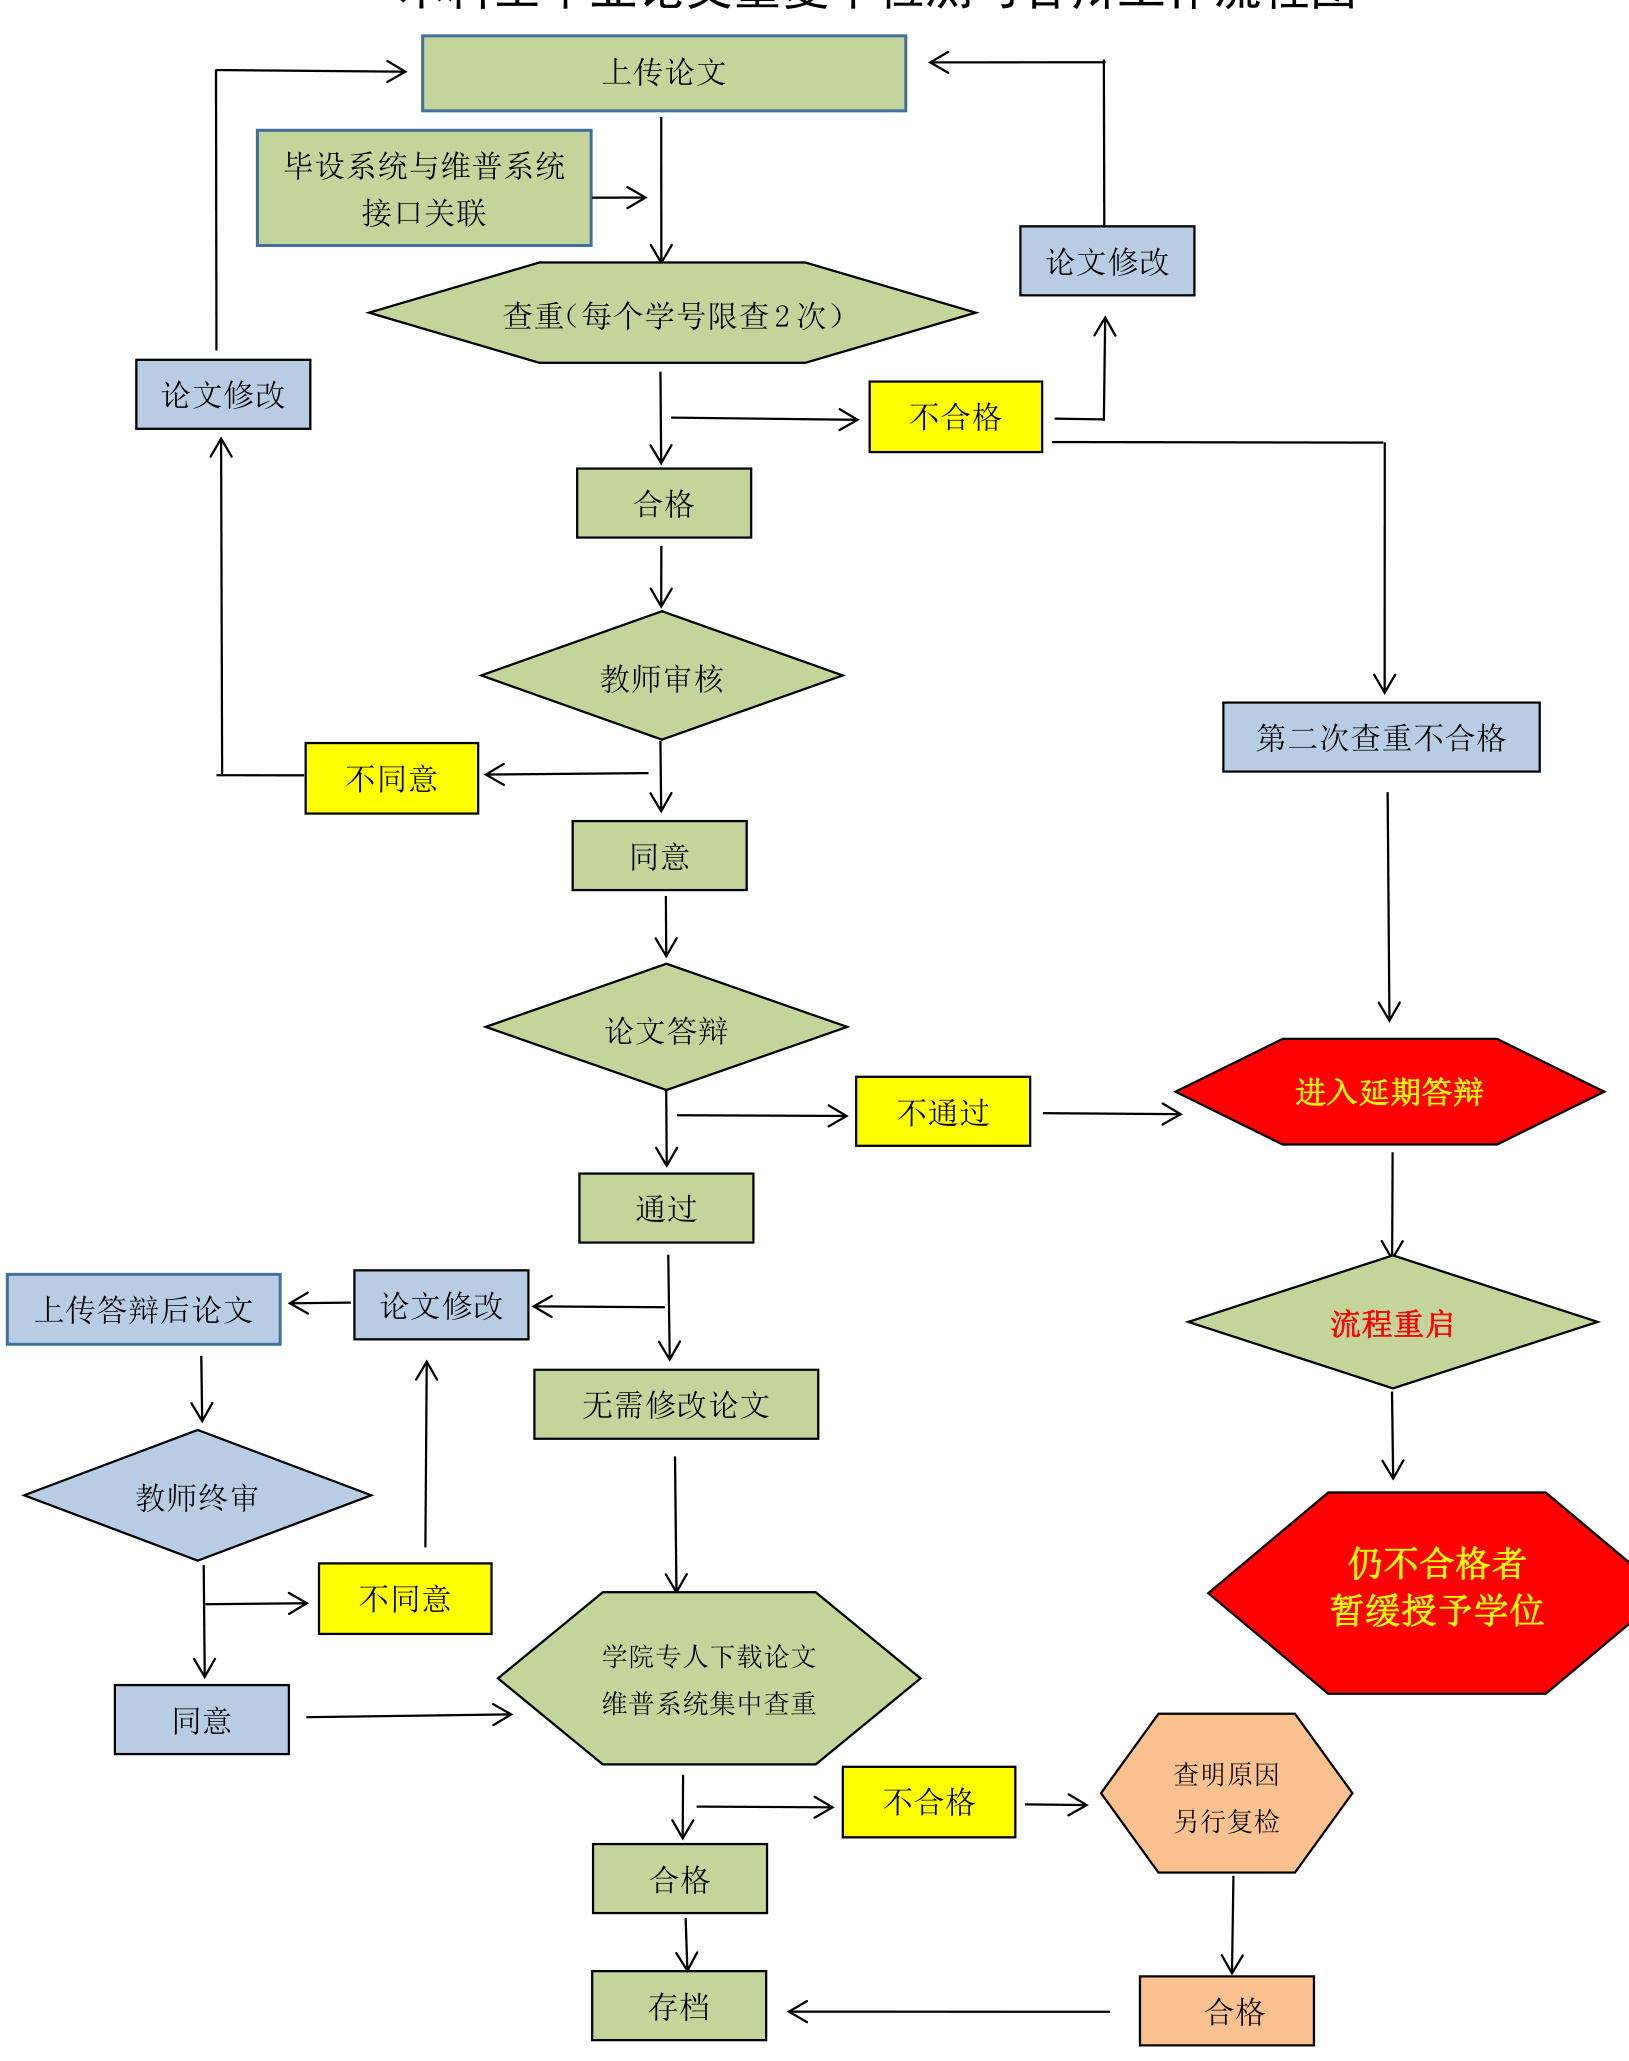 上传论文
毕设系统与维普系统
接口关联
论文修改
查重(每个学号限查2次)
论文修改
不合格
合格
教师审核
第二次查重不合格
不同意
同意
论文答辩
进入延期答辩
不通过
通过
上传答辩后论文
论文修改
流程重启
无需修改论文
教师终审
仍不合格者
暂缓授予学位
不同意
学院专人下载论文
维普系统集中查重
同意
查明原因
另行复检
不合格
合格
存档
合格